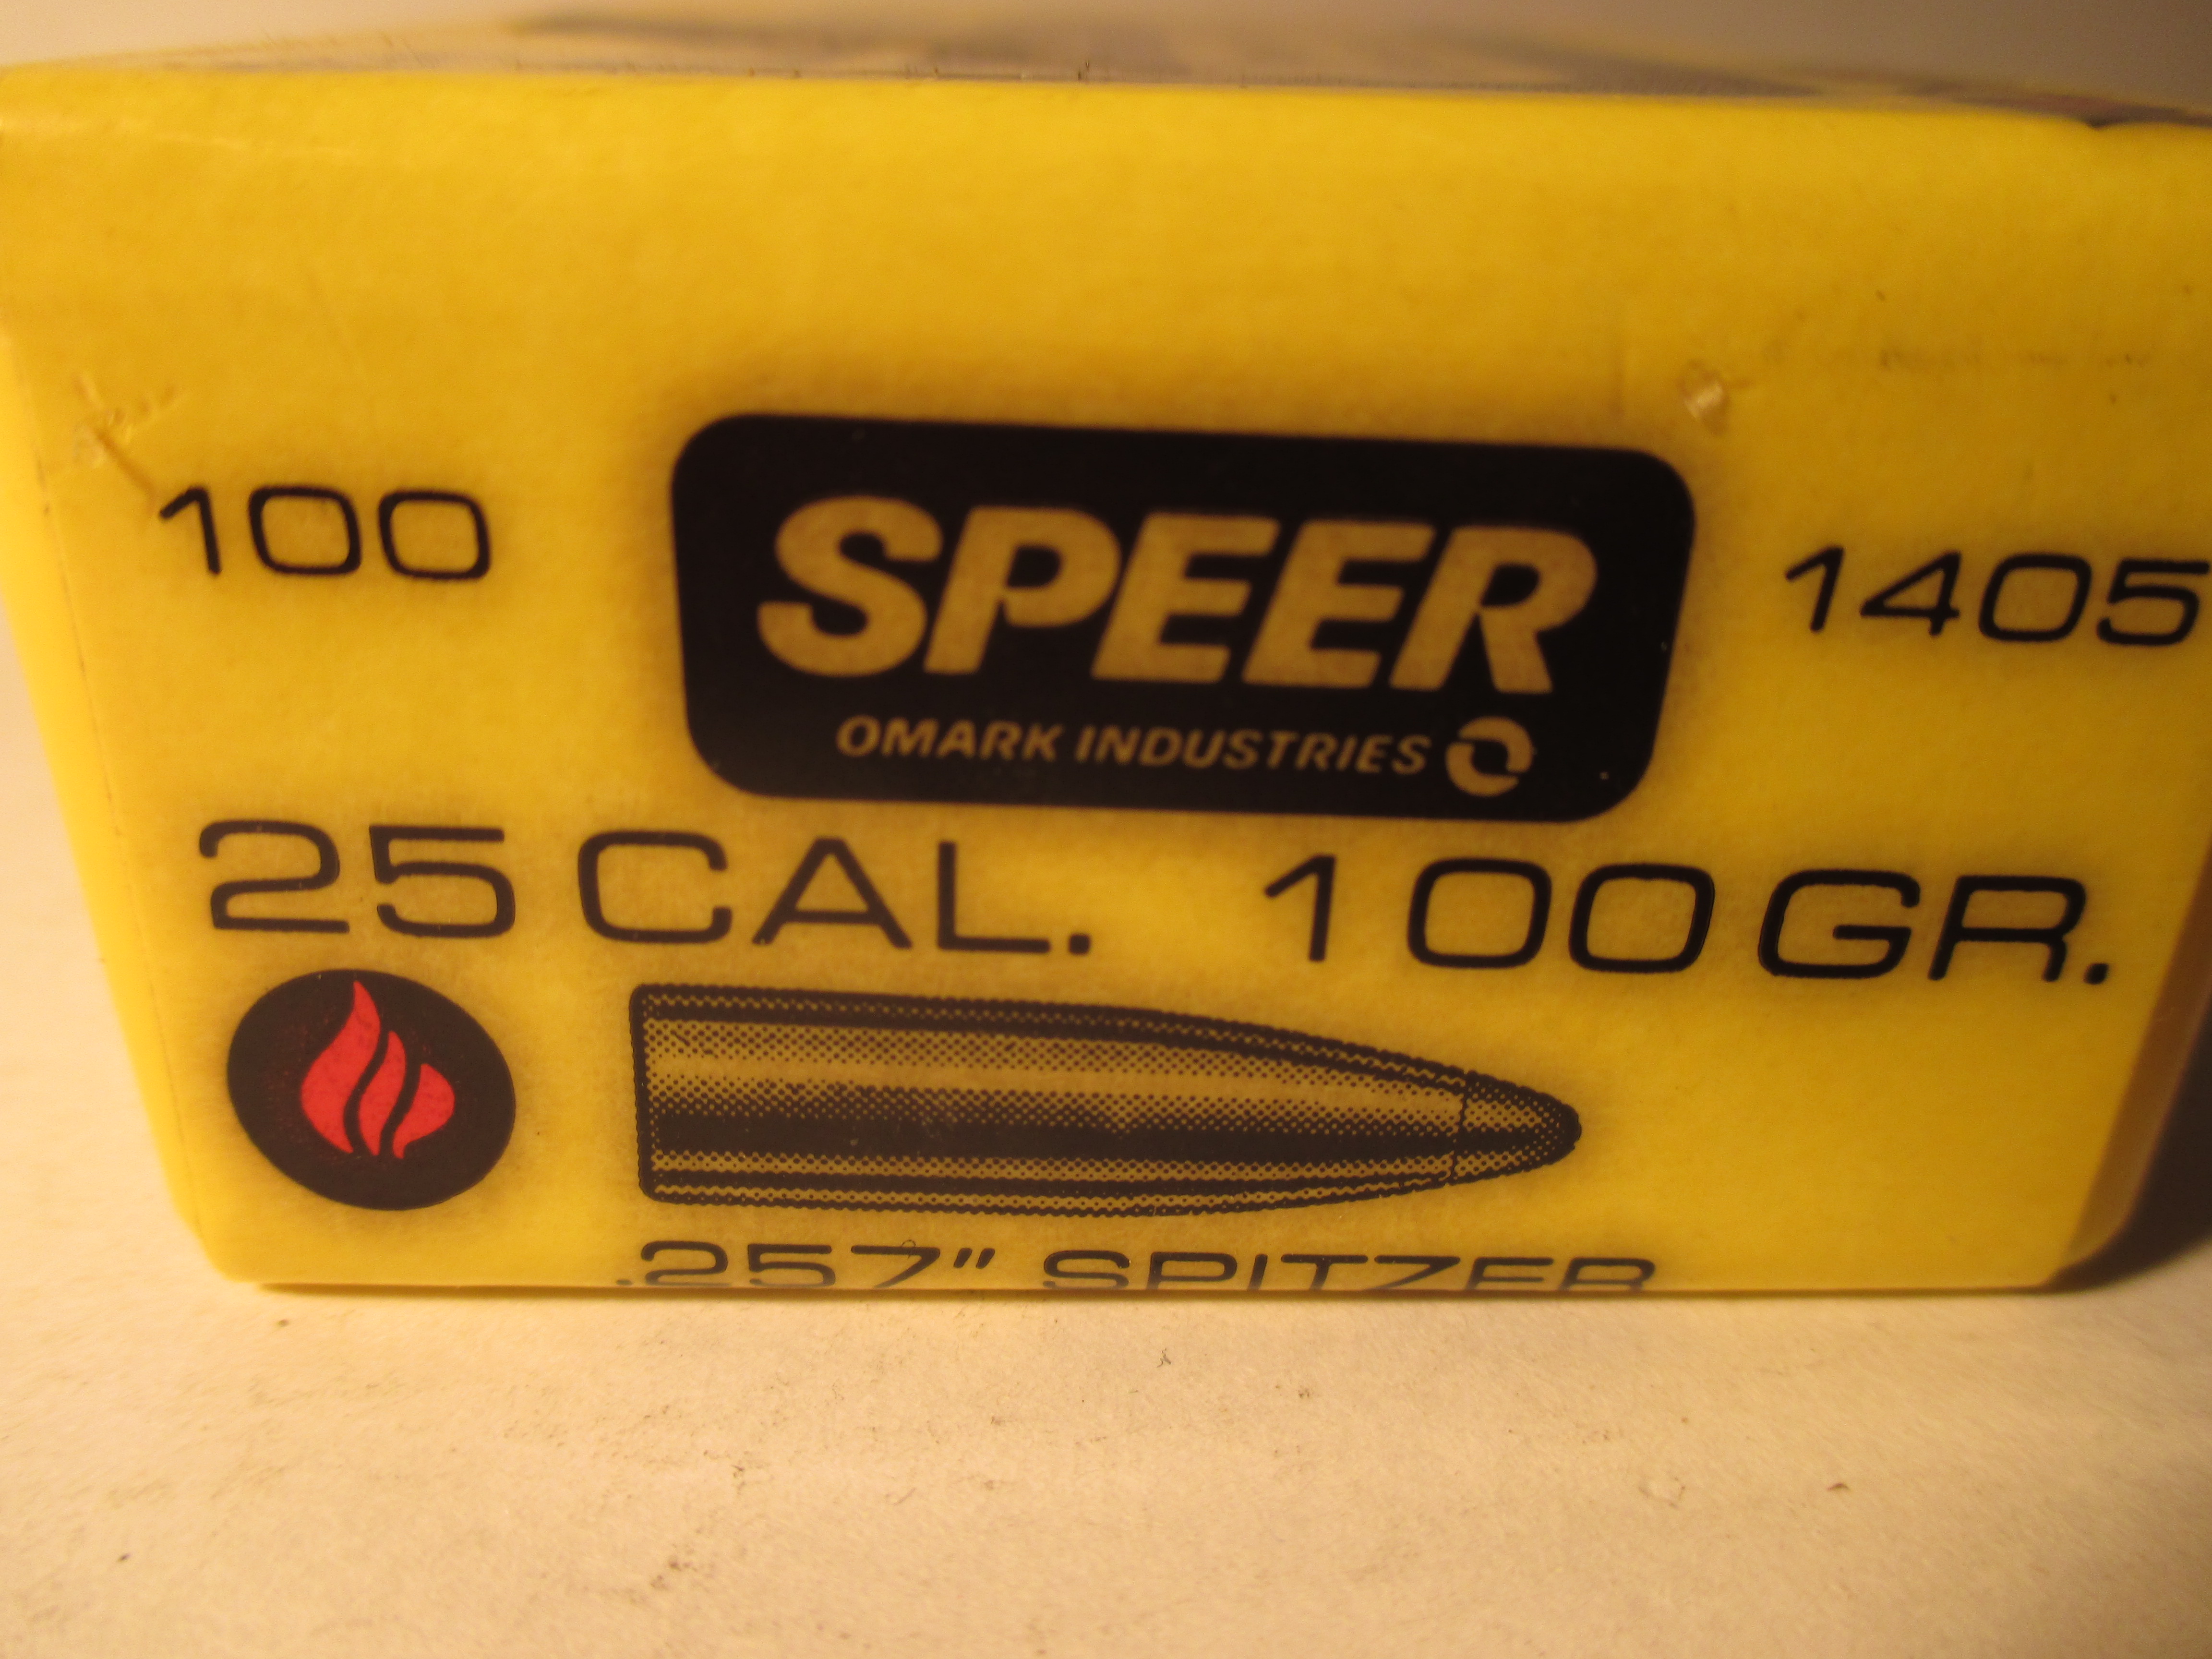 100
SPEER
1405
OMARK INDUSTRIES
25 CAL. 100 GR.
.257" SPITZER